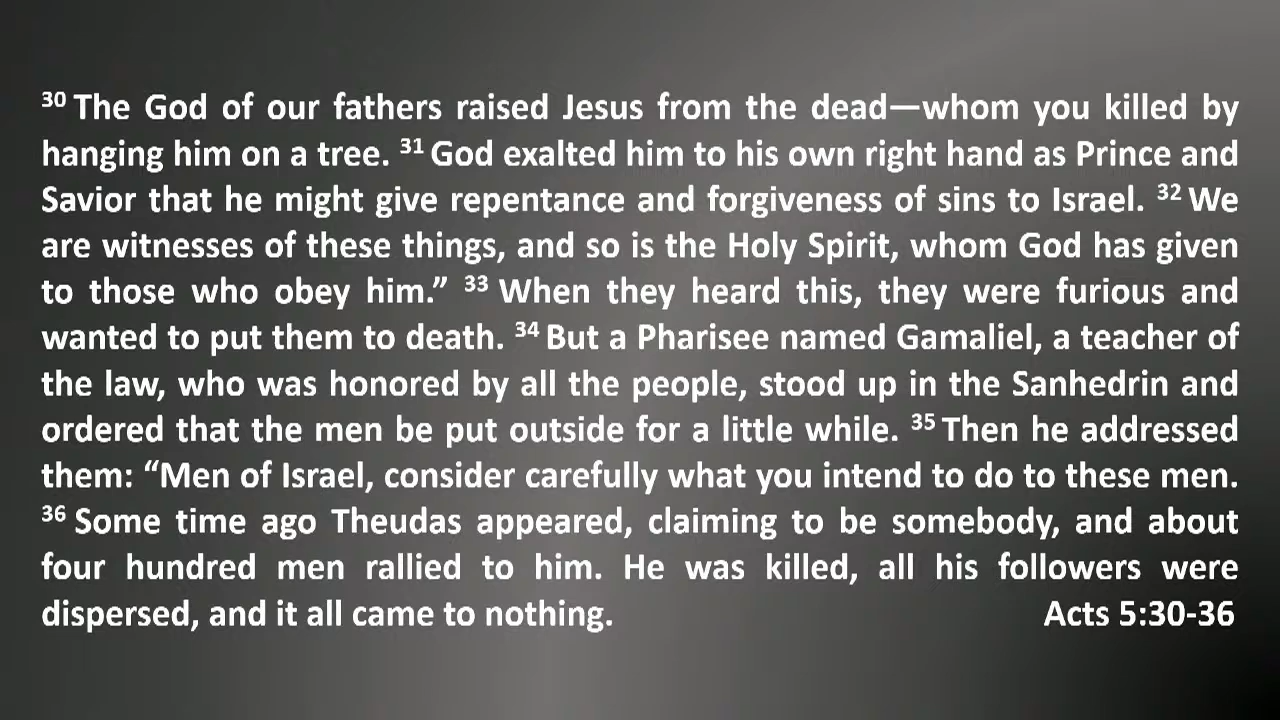 30 The God of our fathers raised Jesus from the dead—whom you killed by
hanging him on a tree. 31 God exalted him to his own right hand as Prince and
Savior that he might give repentance and forgiveness of sins to Israel. 32 We
are witnesses of these things, and so is the Holy Spirit, whom God has given
to those who obey him.” 33 When they heard this, they were furious and
wanted to put them to death. 34 But a Pharisee named Gamaliel, a teacher of
the law, who was honored by all the people, stood up in the Sanhedrin and
ordered that the men be put outside for a little while. 35 Then he addressed
them: “Men of Israel, consider carefully what you intend to do to these men.
36 Some time ago Theudas appeared, claiming to be somebody, and about
four hundred men rallied to him. He was killed, all his followers were
dispersed, and it all came to nothing. Acts 5:30-36